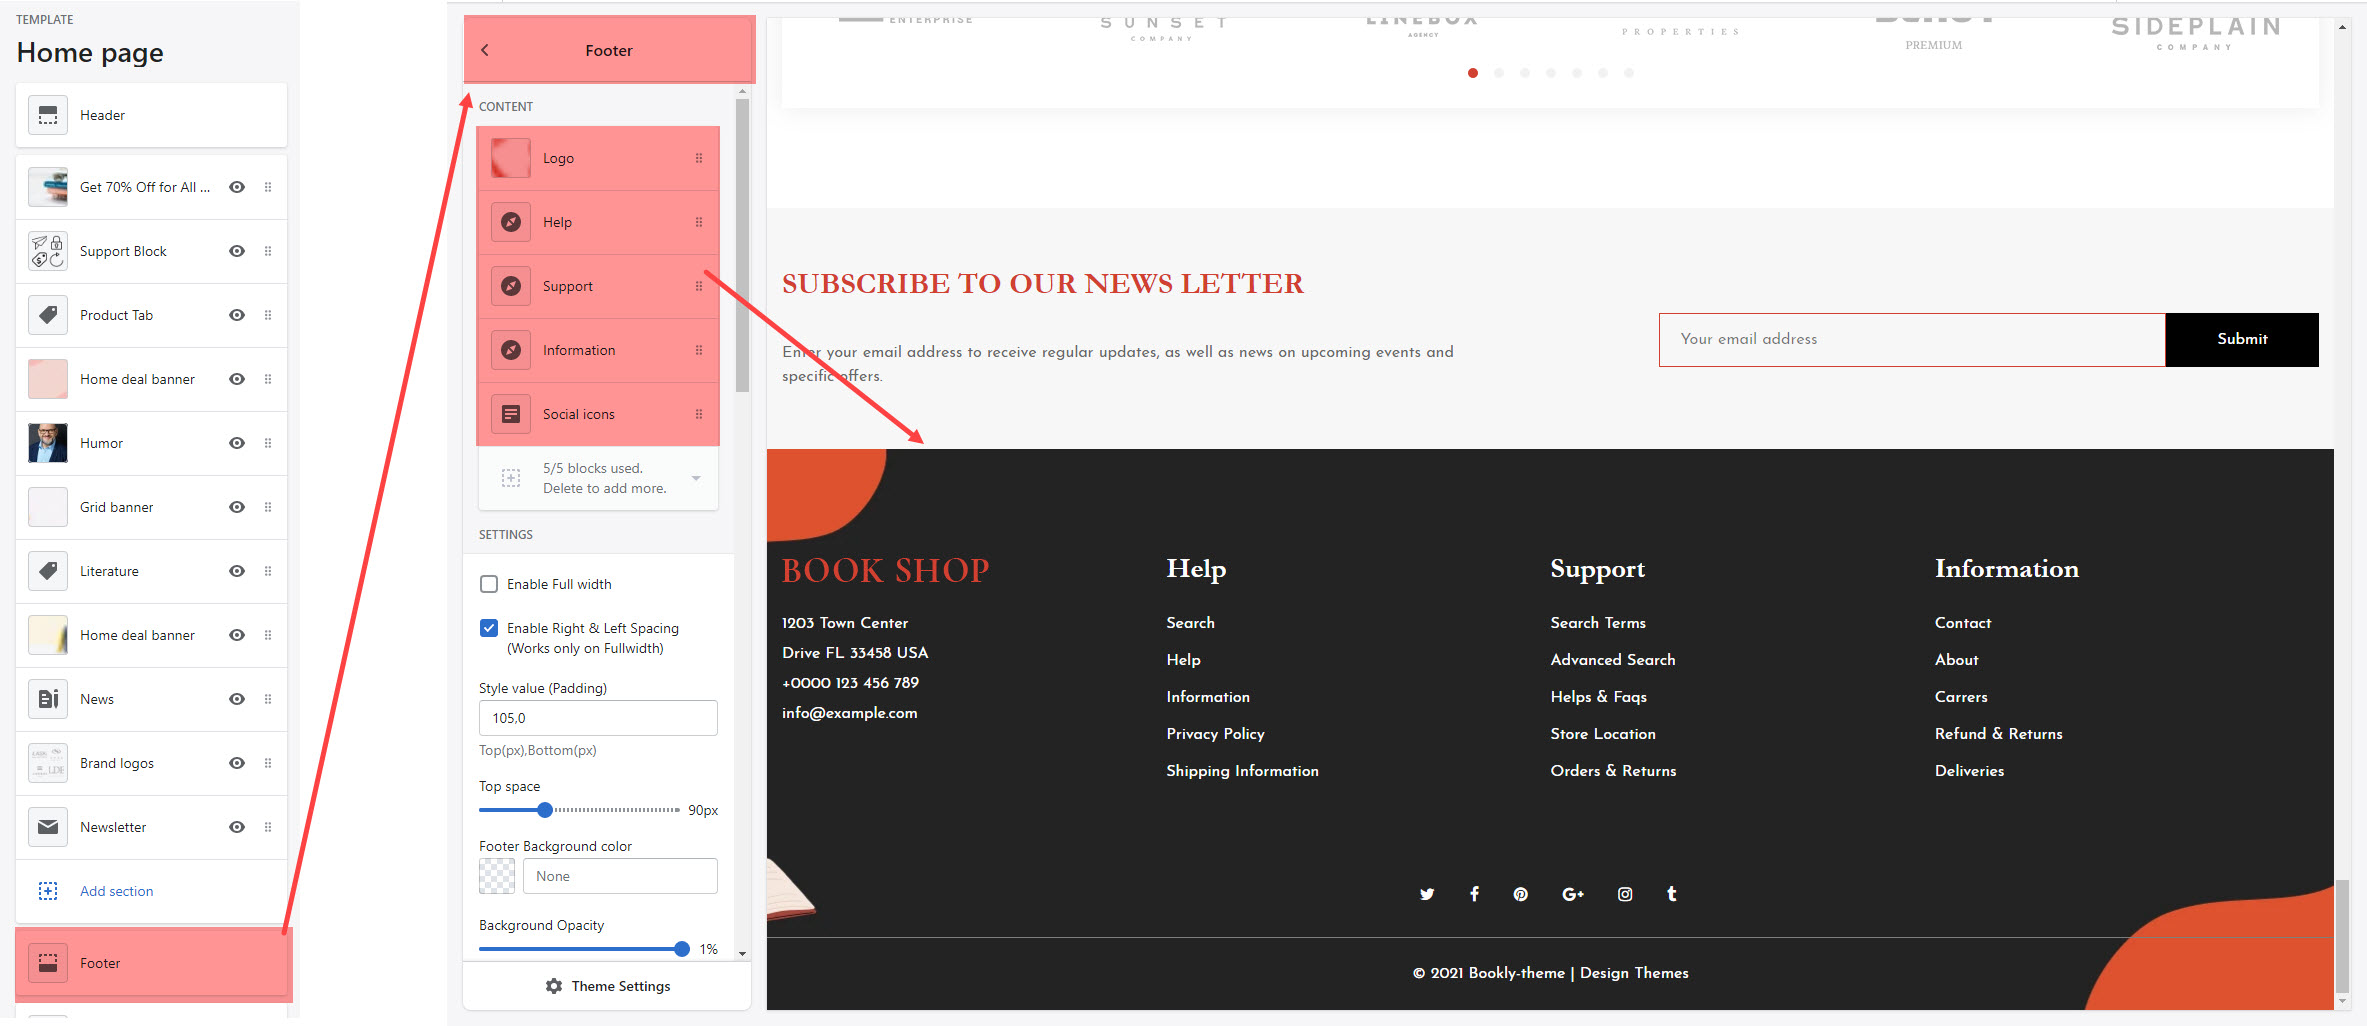 TEMPLATE
Home page
Header
Get 70% Off for All ...
Support Block
Product Tab
Home deal banner
Humor
Grid banner
Literature
Home deal banner
News
Brand logos
Newsletter
Add section
Footer
Footer
CONTENT
Logo
Help
Support
Information
Social icons
5/5 blocks used.
Delete to add more.
SETTINGS
Enable Full width
Enable Right & Left Spacing
(Works only on Fullwidth)
Style value (Padding)
105,0
Top(px),Bottom(px)
Top space
90px
Footer Background color
None
Background Opacity
1%
Theme Settings
ENTERPRISE
SUNSET
COMPANY
LINEBOX
AGENCY
PROPERTIES
PREMIUM
SIDEPLAIN
COMPANY
SUBSCRIBE TO OUR NEWS LETTER
Enter your email address to receive regular updates, as well as news on upcoming events and
specific offers.
Your email address
Submit
BOOK SHOP
1203 Town Center
Drive FL 33458 USA
+0000 123 456 789
info@example.com
Help
Search
Help
Information
Privacy Policy
Shipping Information
Support
Search Terms
Advanced Search
Helps & Faqs
Store Location
Orders & Returns
Information
Contact
About
Carrers
Refund & Returns
Deliveries
© 2021 Bookly-theme | Design Themes